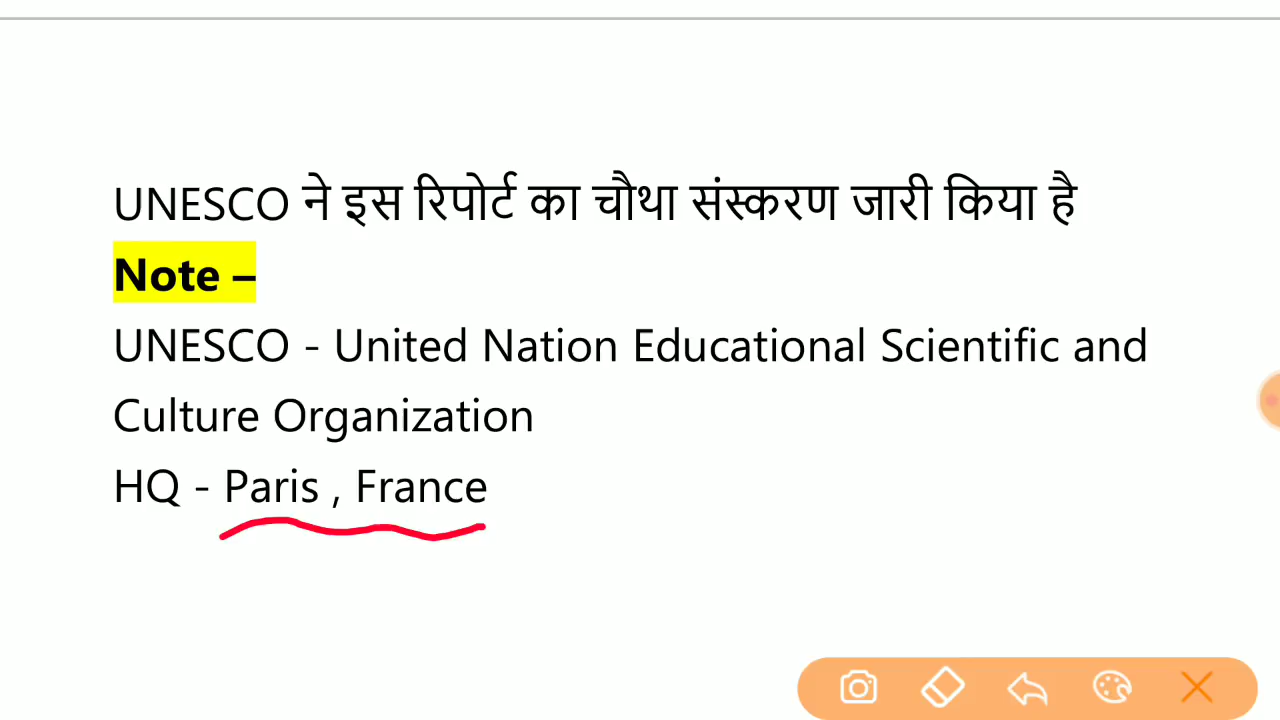 UNESCO ने इस रिपोर्ट का चौथा संस्करण जारी किया है
Note –
UNESCO - United Nation Educational Scientific and
Culture Organization
HQ - Paris , France